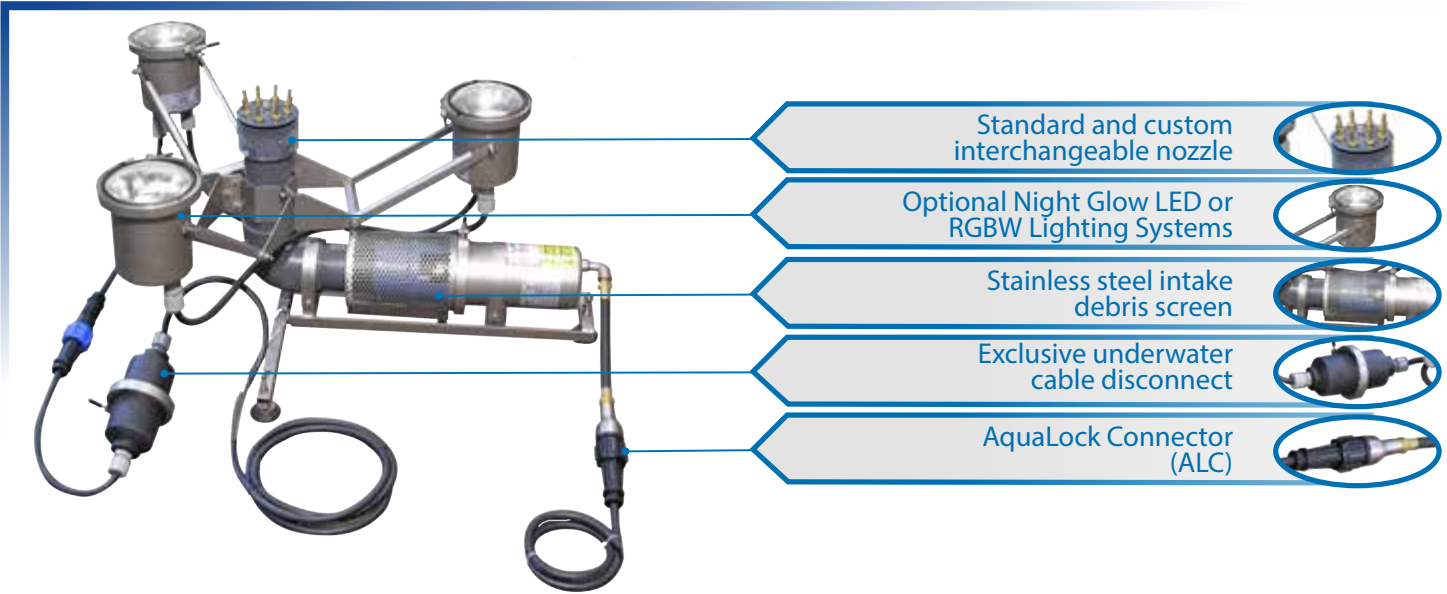 Standard and custom
interchangeable nozzle
Optional Night Glow LED or
RGBW Lighting Systems
Stainless steel intake
debris screen
Exclusive underwater
cable disconnect
AquaLock Connector
(ALC)